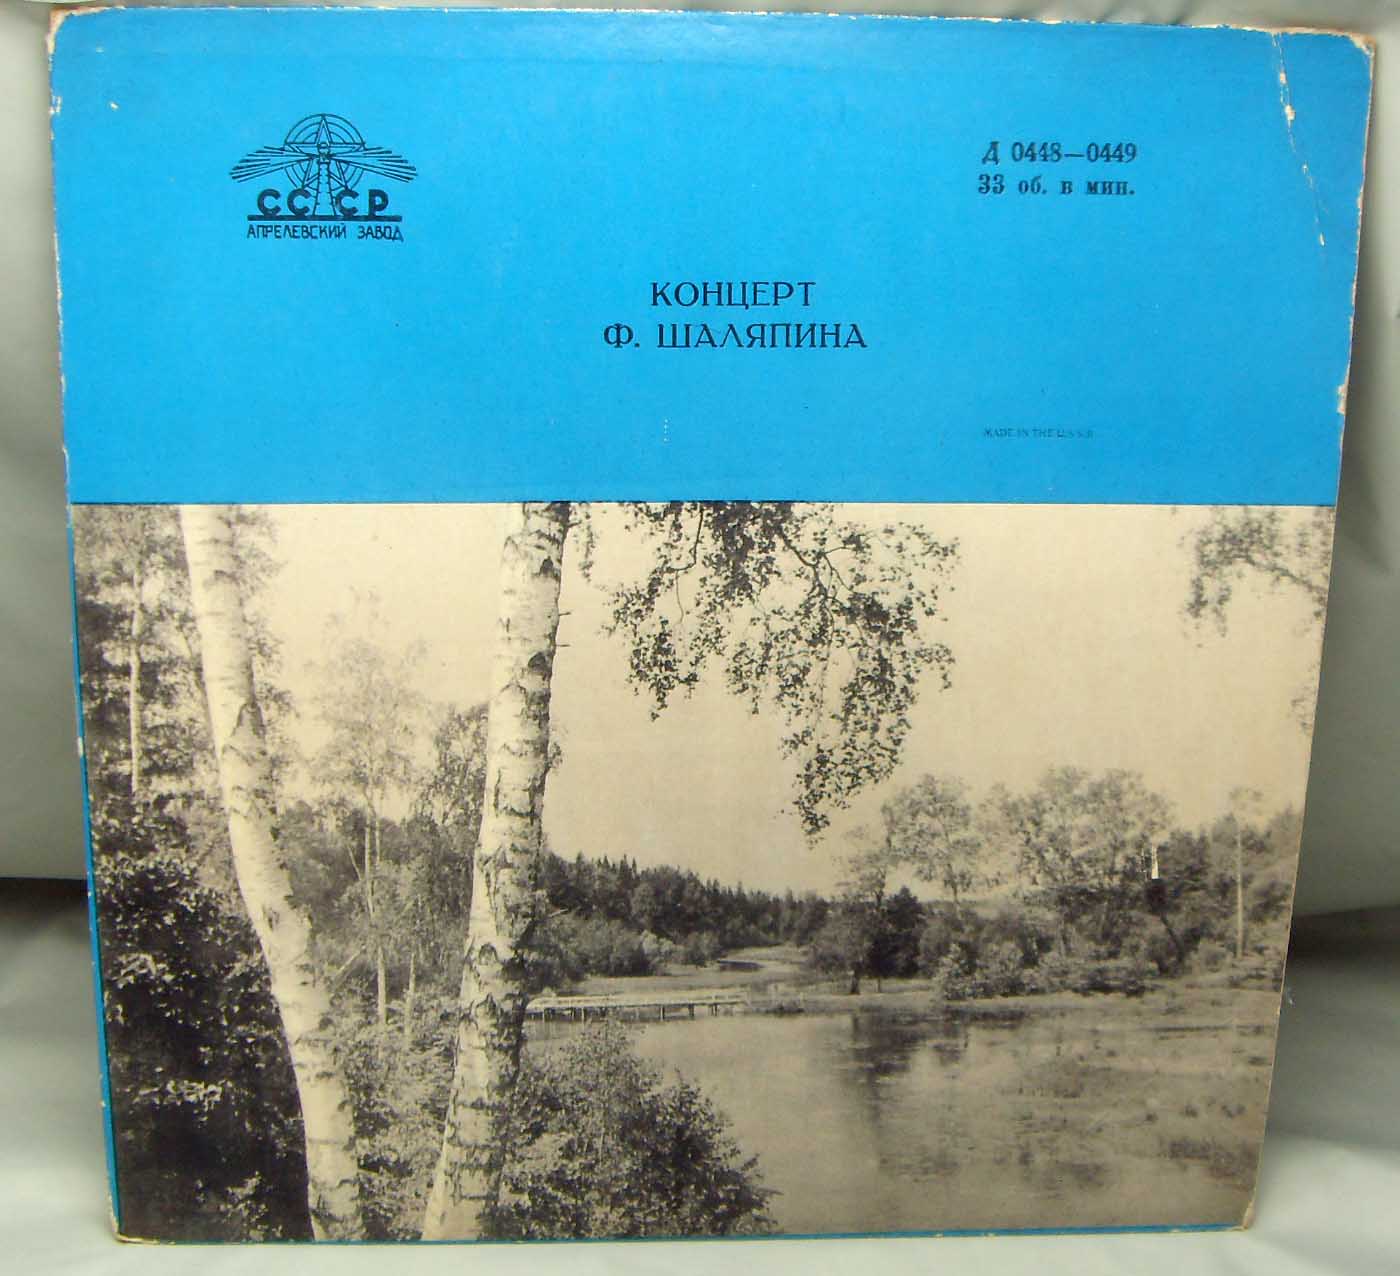 СССР
АПРЕЛЕВСКИЙ ЗАВОД
Д 0448—0449
33 об. в мин.
КОНЦЕРТ
Ф. ШАЛЯПИНА
MADE IN THE U.S.S.R